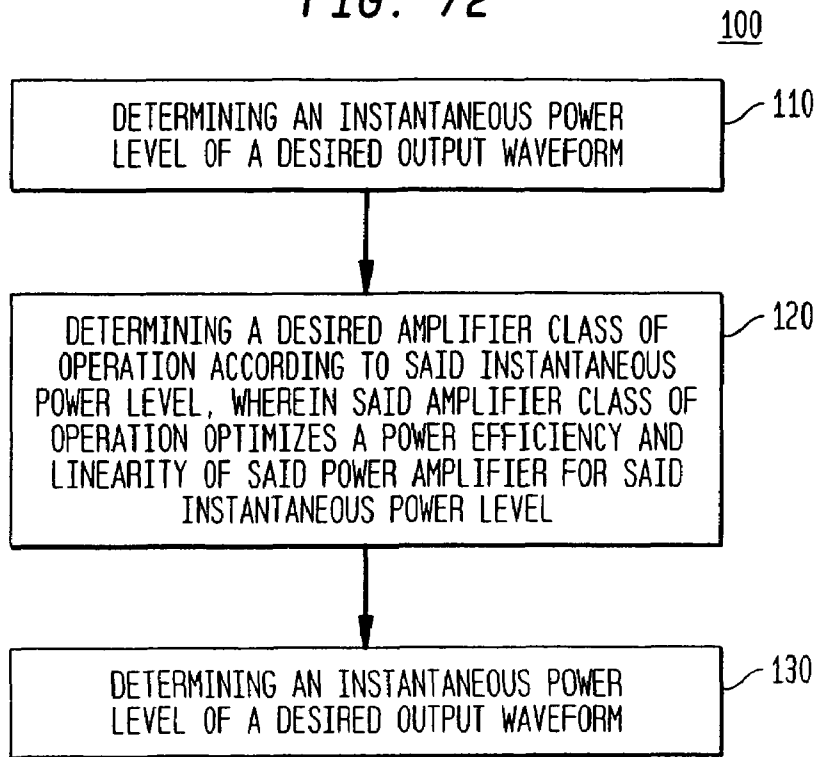 FIG. 72
100
DETERMINING AN INSTANTANEOUS POWER
LEVEL OF A DESIRED OUTPUT WAVEFORM
110
DETERMINING A DESIRED AMPLIFIER CLASS OF
OPERATION ACCORDING TO SAID INSTANTANEOUS
POWER LEVEL, WHEREIN SAID AMPLIFIER CLASS OF
OPERATION OPTIMIZES A POWER EFFICIENCY AND
LINEARITY OF SAID POWER AMPLIFIER FOR SAID
INSTANTANEOUS POWER LEVEL
120
DETERMINING AN INSTANTANEOUS POWER
LEVEL OF A DESIRED OUTPUT WAVEFORM
130